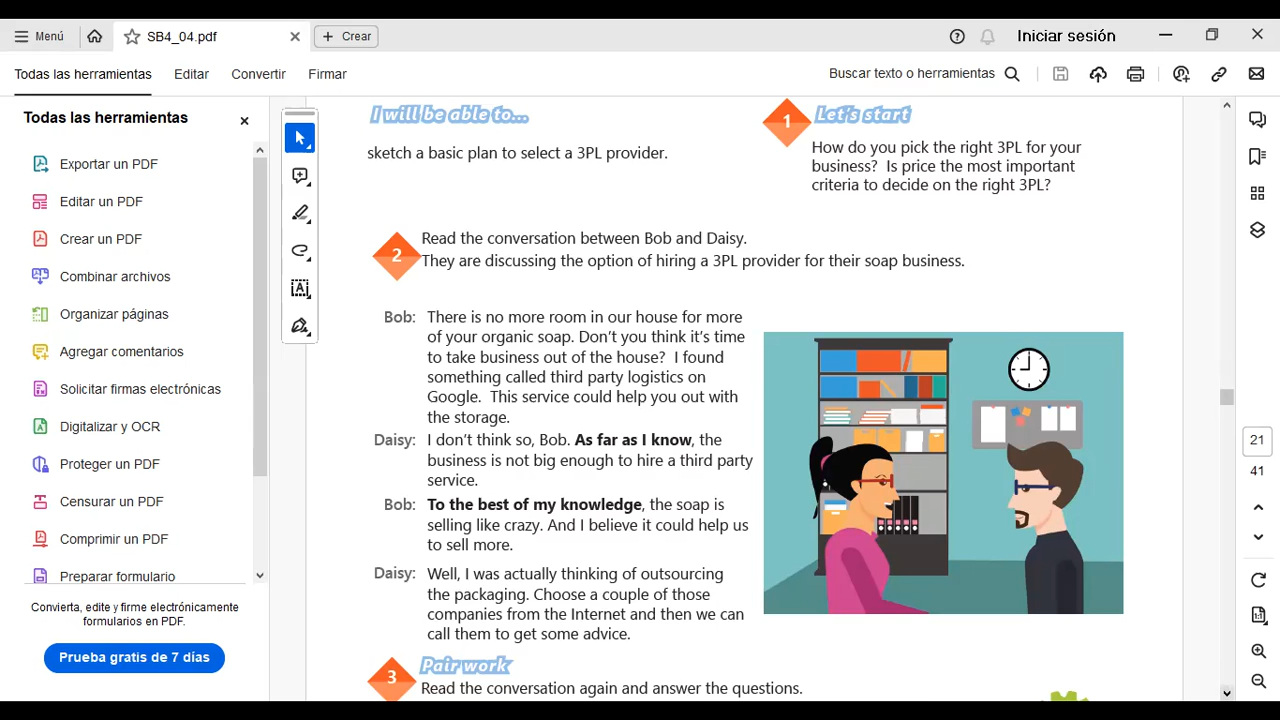 Menú
SB4_04.pdf
Crear
Iniciar sesión
Todas las herramientas
Editar
Convertir
Firmar
Buscar texto o herramientas
Todas las herramientas
Exportar un PDF
Editar un PDF
Crear un PDF
Combinar archivos
Organizar páginas
Agregar comentarios
Solicitar firmas electrónicas
Digitalizar y OCR
Proteger un PDF
Censurar un PDF
Comprimir un PDF
Preparar formulario
Convierta, edite y firme electrónicamente
formularios en PDF.
Prueba gratis de 7 días
I will be able to...
sketch a basic plan to select a 3PL provider.
1
Let's start
How do you pick the right 3PL for your
business? Is price the most important
criteria to decide on the right 3PL?
2
Read the conversation between Bob and Daisy.
They are discussing the option of hiring a 3PL provider for their soap business.
Bob: There is no more room in our house for more
of your organic soap. Don't you think it's time
to take business out of the house? I found
something called third party logistics on
Google. This service could help you out with
the storage.
Daisy: I don't think so, Bob. As far as I know, the
business is not big enough to hire a third party
service.
Bob: To the best of my knowledge, the soap is
selling like crazy. And I believe it could help us
to sell more.
Daisy: Well, I was actually thinking of outsourcing
the packaging. Choose a couple of those
companies from the Internet and then we can
call them to get some advice.
3
Pair work
Read the conversation again and answer the questions.
21
41